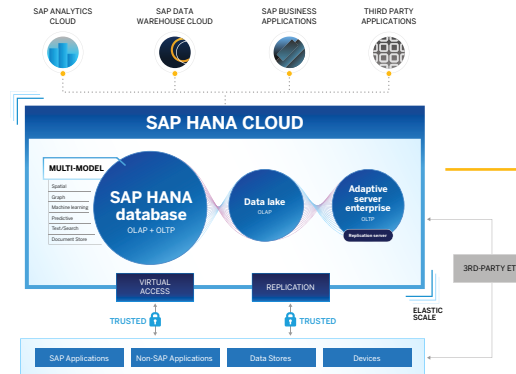 SAP ANALYTICS
CLOUD
SAP DATA
WAREHOUSE CLOUD
SAP BUSINESS
APPLICATIONS
THIRD PARTY
APPLICATIONS
SAP HANA CLOUD
MULTI-MODEL
Spatial
Graph
Machine learning
Predictive
Text/Search
Document Store
SAP HANA
database
OLAP + OLTP
Data lake
OLAP
Adaptive
server
enterprise
OLTP
Replication server
VIRTUAL
ACCESS
REPLICATION
3RD-PARTY ET
ELASTIC
SCALE
TRUSTED
TRUSTED
SAP Applications
Non-SAP Applications
Data Stores
Devices